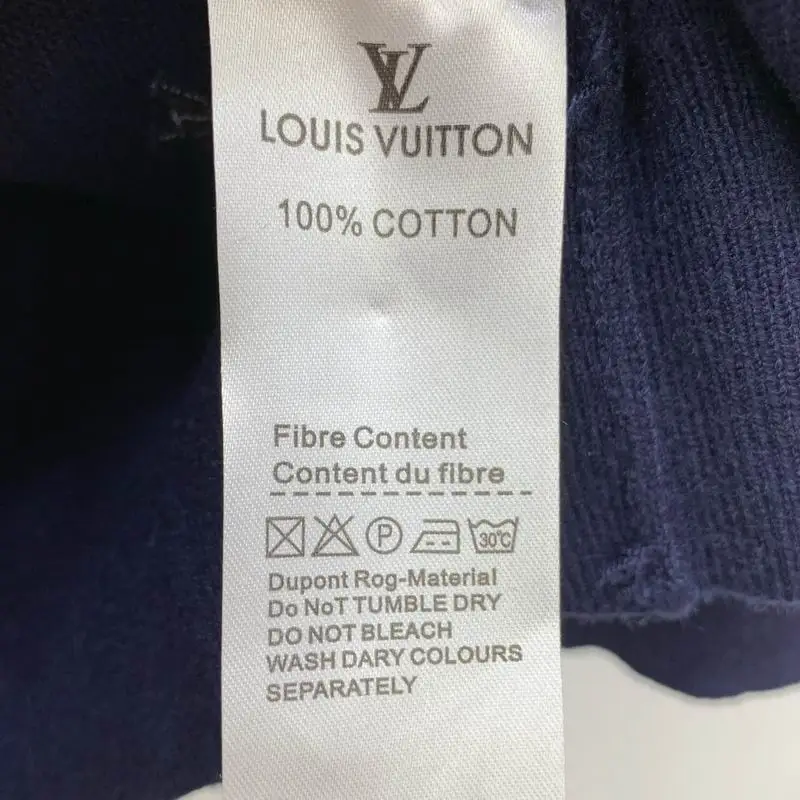 LV
LOUIS VUITTON
100% COTTON
Fibre Content
Content du fibre
P 30°C
Dupont Rog-Material
Do NoT TUMBLE DRY
DO NOT BLEACH
WASH DARY COLOURS
SEPARATELY